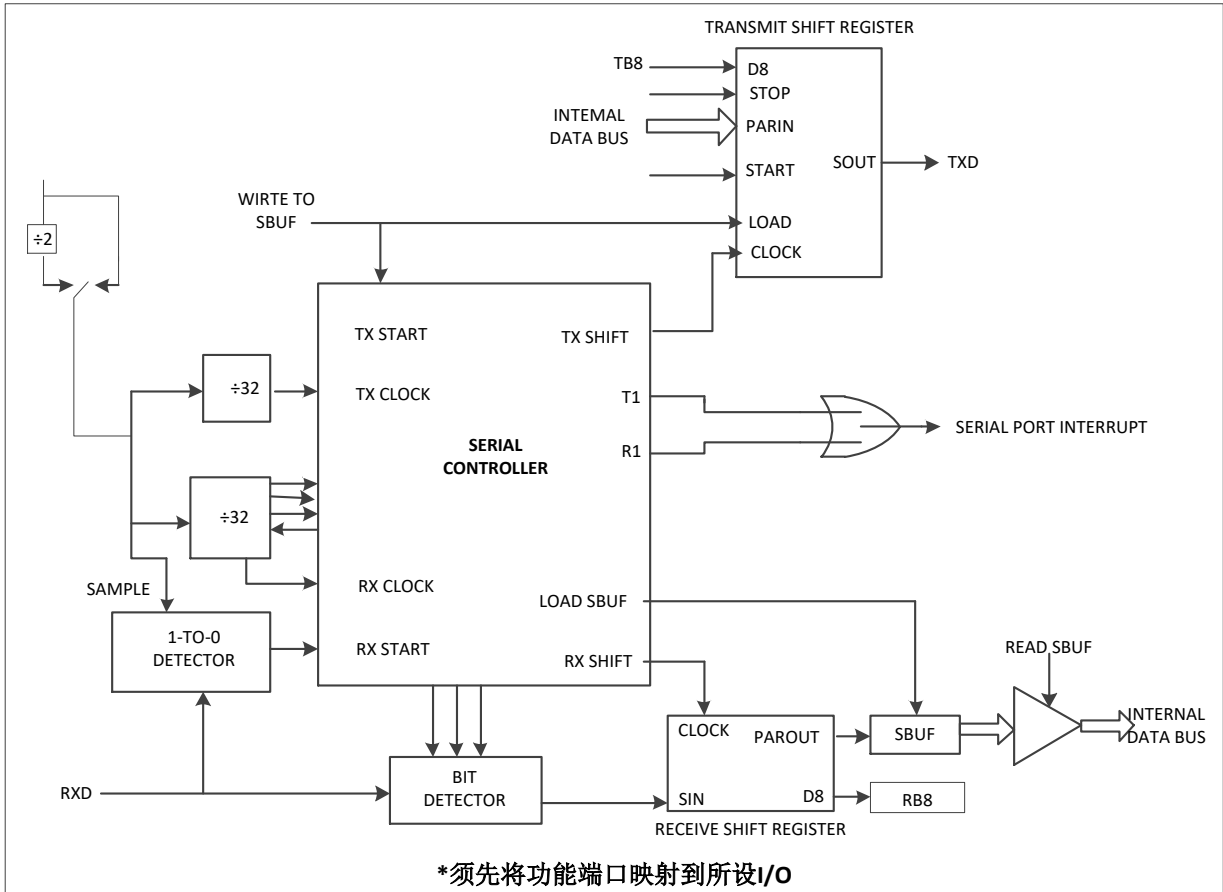 TRANSMIT SHIFT REGISTER
TB8
D8
STOP
INTEMAL
DATA BUS
PARIN
SOUT
TXD
START
WIRTE TO
SBUF
LOAD
CLOCK
÷2
TX START
TX SHIFT
÷32
TX CLOCK
T1
SERIAL PORT INTERRUPT
SERIAL
CONTROLLER
R1
÷32
RX CLOCK
SAMPLE
LOAD SBUF
1-TO-0
DETECTOR
RX START
RX SHIFT
READ SBUF
CLOCK
PAROUT
SBUF
INTERNAL
DATA BUS
RXD
BIT
DETECTOR
SIN
D8
RB8
RECEIVE SHIFT REGISTER
*须先将功能端口映射到所设I/O